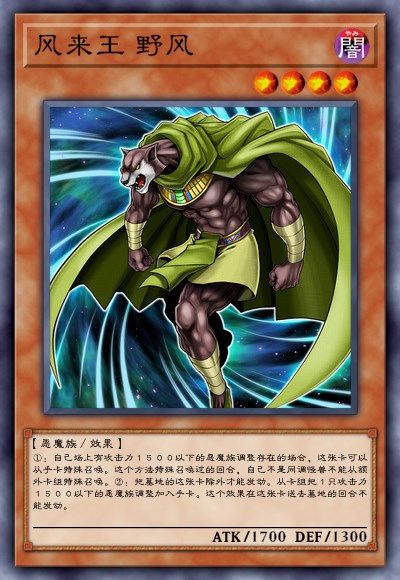 风来王 野风
やみ
闇
【恶魔族/效果】
①：自己场上有攻击力１５００以下的恶魔族调整存在的场合，这张卡可以
从手卡特殊召唤。这个方法特殊召唤过的回合，自己不是同调怪兽不能从额
外卡组特殊召唤。②：把墓地的这张卡除外才能发动。从卡组把１只攻击力
１５００以下的恶魔族调整加入手卡。这个效果在这张卡送去墓地的回合不
能发动。
ATK/1700 DEF/1300